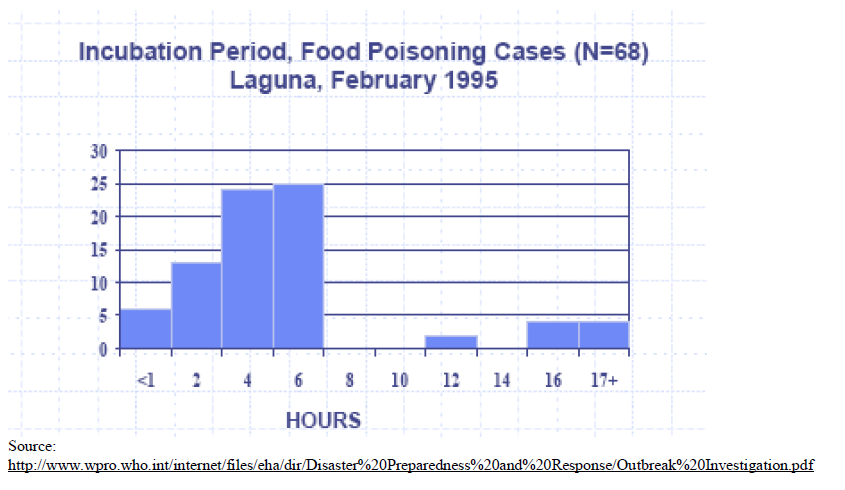 Incubation Period, Food Poisoning Cases (N=68)
Laguna, February 1995
30
25
20
15
10
5
0
<1 2 4 6 8 10 12 14 16 17+
HOURS
Source:
http://www.wpro.who.int/internet/files/eha/dir/Disaster%20Preparedness%20and%20Response/Outbreak%20Investigation.pdf